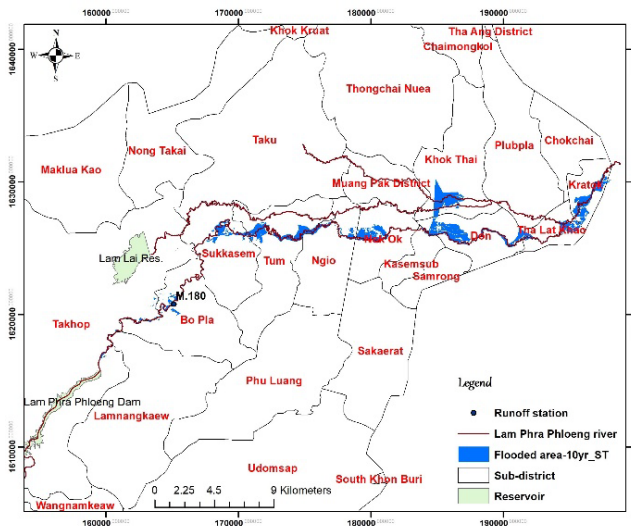 160000 170000 180000 190000
1640000
1630000
1620000
1610000
N
W E
S
Khok Kruat
Tha Ang District
Chaimongkol
Thongchai Nuea
Nong Takai
Taku
Plubpla
Chokchai
Khok Thai
Maklua Kao
Muang Pak District
Kratok
Tha Lat Khao
Don
Nok Ok
Sukkasem
Tum
Ngio
Lam Lai Res.
Kasemsub
Samrong
M.180
Bo Pla
Takhop
Sakaerat
Phu Luang
Lam Phra Phloeng Dam
Lamnangkaew
Udomsap
South Khon Buri
Wangnamkeaw
Legend
Runoff station
Lam Phra Phloeng river
Flooded area-10yr_ST
Sub-district
Reservoir
0 2.25 4.5 9 Kilometers
160000 170000 180000 190000